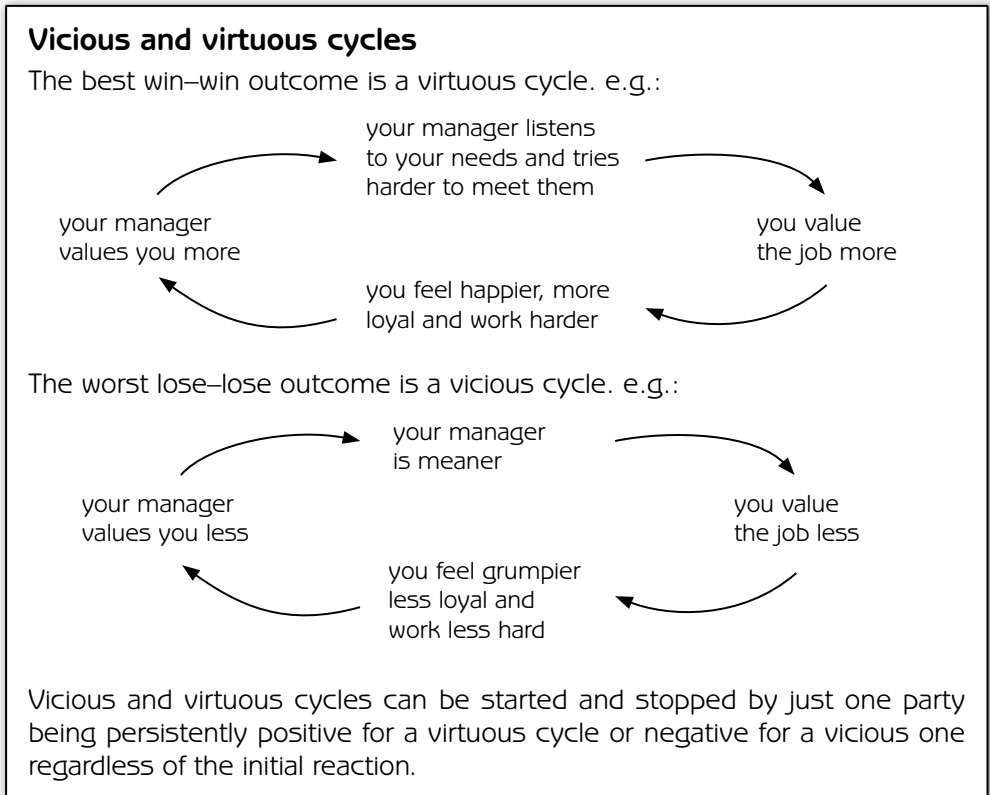 Vicious and virtuous cycles
The best win–win outcome is a virtuous cycle. e.g.:
your manager listens
to your needs and tries
harder to meet them
your manager
values you more
you value
the job more
you feel happier, more
loyal and work harder
The worst lose–lose outcome is a vicious cycle. e.g.:
your manager
is meaner
your manager
values you less
you value
the job less
you feel grumpier
less loyal and
work less hard
Vicious and virtuous cycles can be started and stopped by just one party
being persistently positive for a virtuous cycle or negative for a vicious one
regardless of the initial reaction.